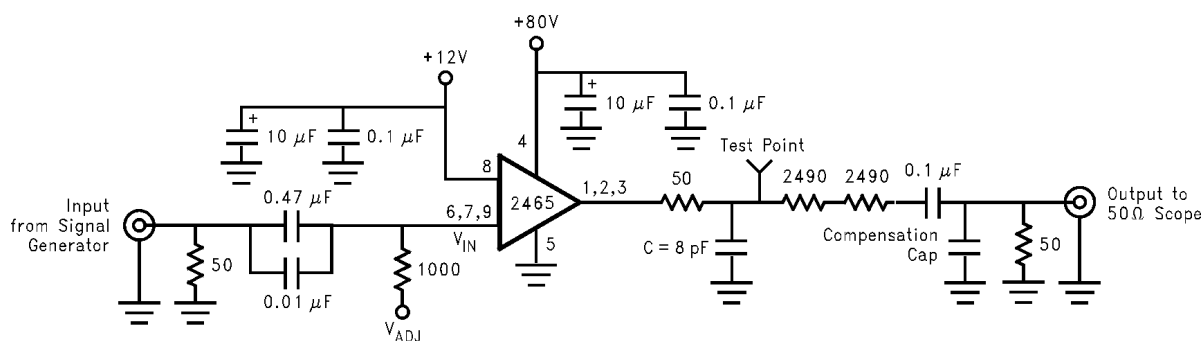 +80V
+12V
+
10 μF
0.1 μF
+
10 μF
0.1 μF
4
8
Test Point
2465
1,2,3
50
2490
2490
0.1 μF
Input
from Signal
Generator
0.47 μF
6,7,9
VIN
5
50
0.01 μF
1000
VADJ
C = 8 pF
Compensation
Cap
50
Output to
50Ω Scope